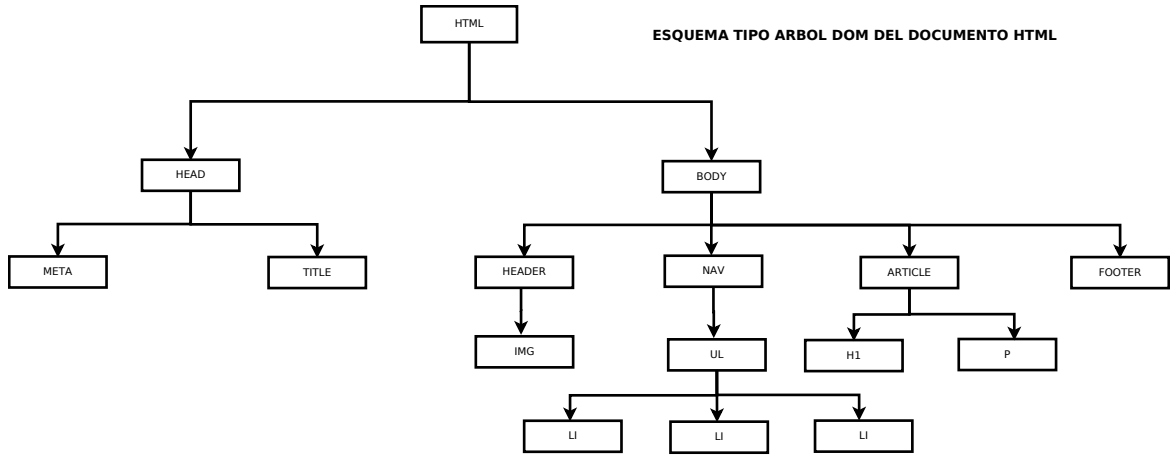 HTML
ESQUEMA TIPO ARBOL DOM DEL DOCUMENTO HTML
HEAD
BODY
META
TITLE
HEADER
NAV
ARTICLE
FOOTER
IMG
UL
H1
P
LI
LI
LI